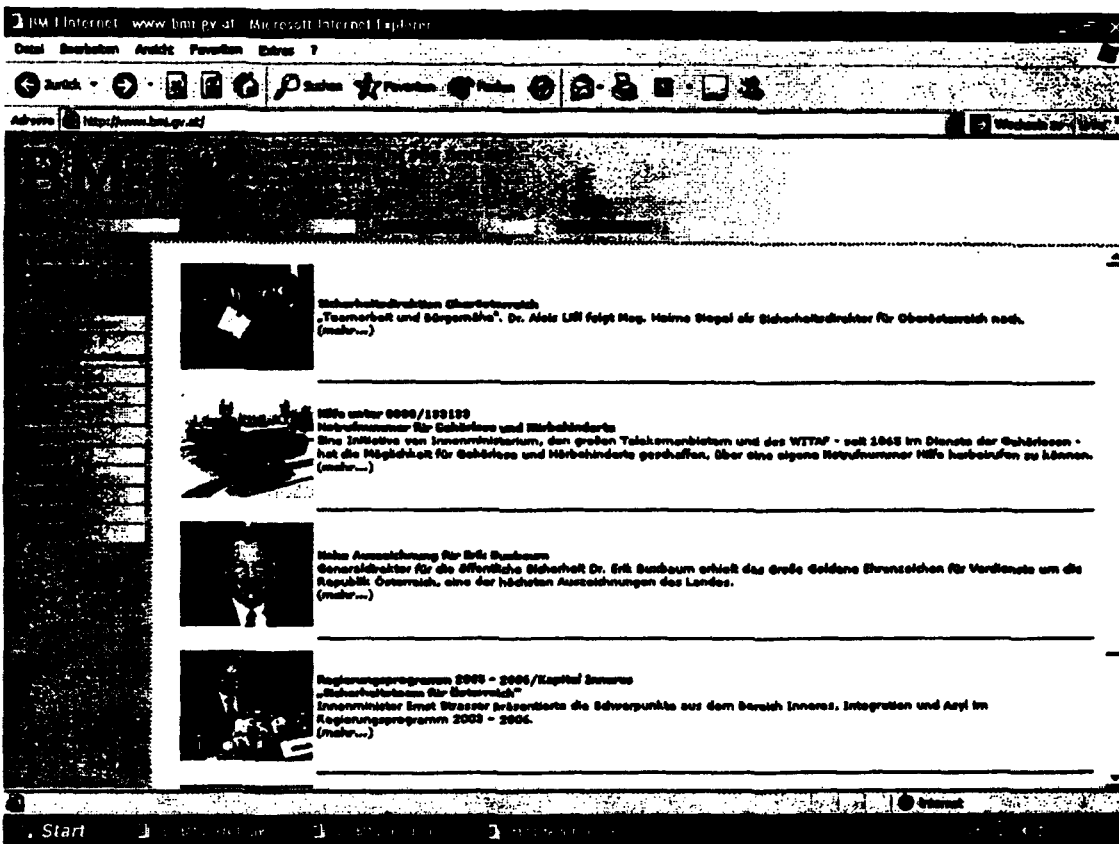 BM.I Internet - www.bmi.gv.at - Microsoft Internet Explorer
Datei Bearbeiten Ansicht Favoriten Extras ?
Zurück Suchen Favoriten
Adresse http://www.bmi.gv.at/
BM.I
Sicherheitsdirektion Oberösterreich
„Teamarbeit und Bürgernähe“. Dr. Alois Lißl folgt Mag. Heimo Siegel als Sicherheitsdirektor für Oberösterreich nach.
(mehr...)
Hilfe unter 0800/133133
Notrufnummer für Gehörlose und Hörbehinderte
Eine Initiative von Innenministerium, den großen Telekomanbietern und des WITAF - seit 1865 im Dienste der Gehörlosen -
hat die Möglichkeit für Gehörlose und Hörbehinderte geschaffen, über eine eigene Notrufnummer Hilfe herbeirufen zu können.
(mehr...)
Hohe Auszeichnung für Erik Buxbaum
Generaldirektor für die öffentliche Sicherheit Dr. Erik Buxbaum erhielt das Große Goldene Ehrenzeichen für Verdienste um die
Republik Österreich, eine der höchsten Auszeichnungen des Landes.
(mehr...)
Regierungsprogramm 2003 - 2006/Kapitel Inneres
„Sicherheitsteam für Österreich“
Innenminister Ernst Strasser präsentierte die Schwerpunkte aus dem Bereich Inneres, Integration und Asyl im
Regierungsprogramm 2003 - 2006.
(mehr...)
Internet
Start